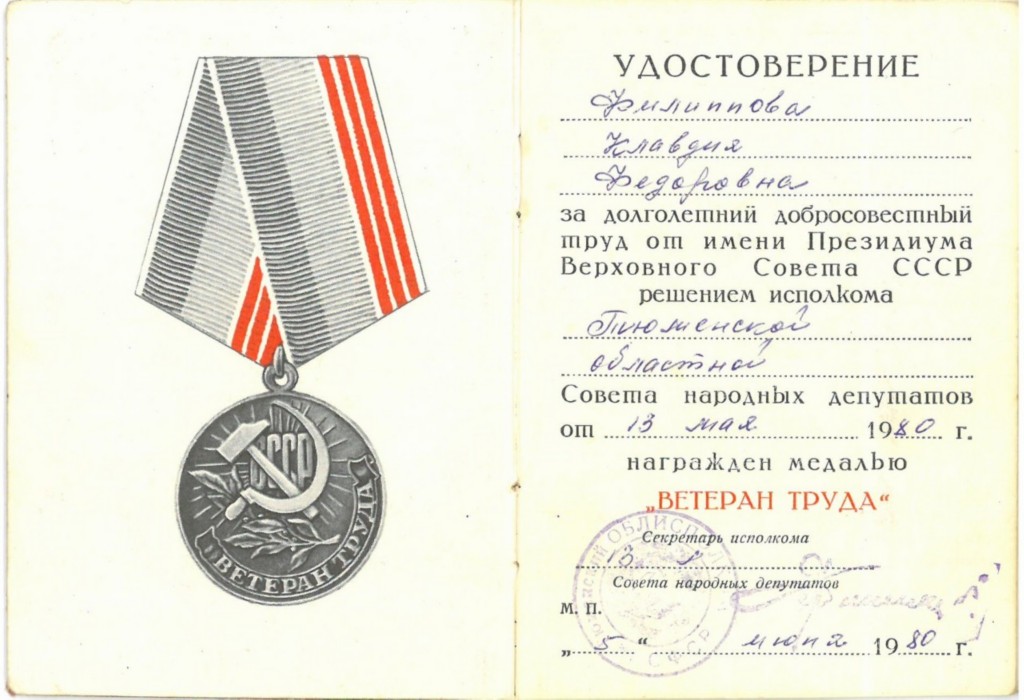 СССР
ВЕТЕРАН ТРУДА
УДОСТОВЕРЕНИЕ
Филиппова
Клавдия
Федоровна
за долголетний добросовестный
труд от имени Президиума
Верховного Совета СССР
решением исполкома
Тюменской
областной
Совета народных депутатов
от 13 мая 1980 г.
награжден медалью
„ВЕТЕРАН ТРУДА“
Секретарь исполкома
Совета народных депутатов
М. П.
„ 5 “ июня 1980 г.